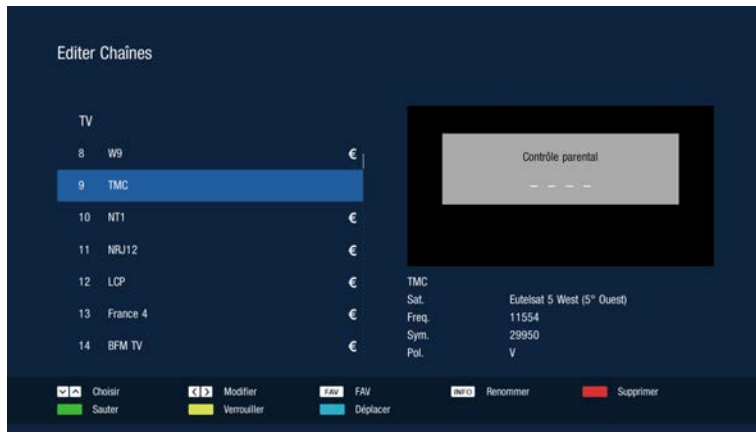 Editer Chaînes
TV
8 W9 €
9 TMC
10 NT1 €
11 NRJ12 €
12 LCP €
13 France 4 €
14 BFM TV €
Contrôle parental
_ _ _ _
TMC
Sat. Eutelsat 5 West (5° Ouest)
Freq. 11554
Sym. 29950
Pol. V
Choisir Modifier FAV FAV INFO Renommer Supprimer
Sauter Verrouiller Déplacer